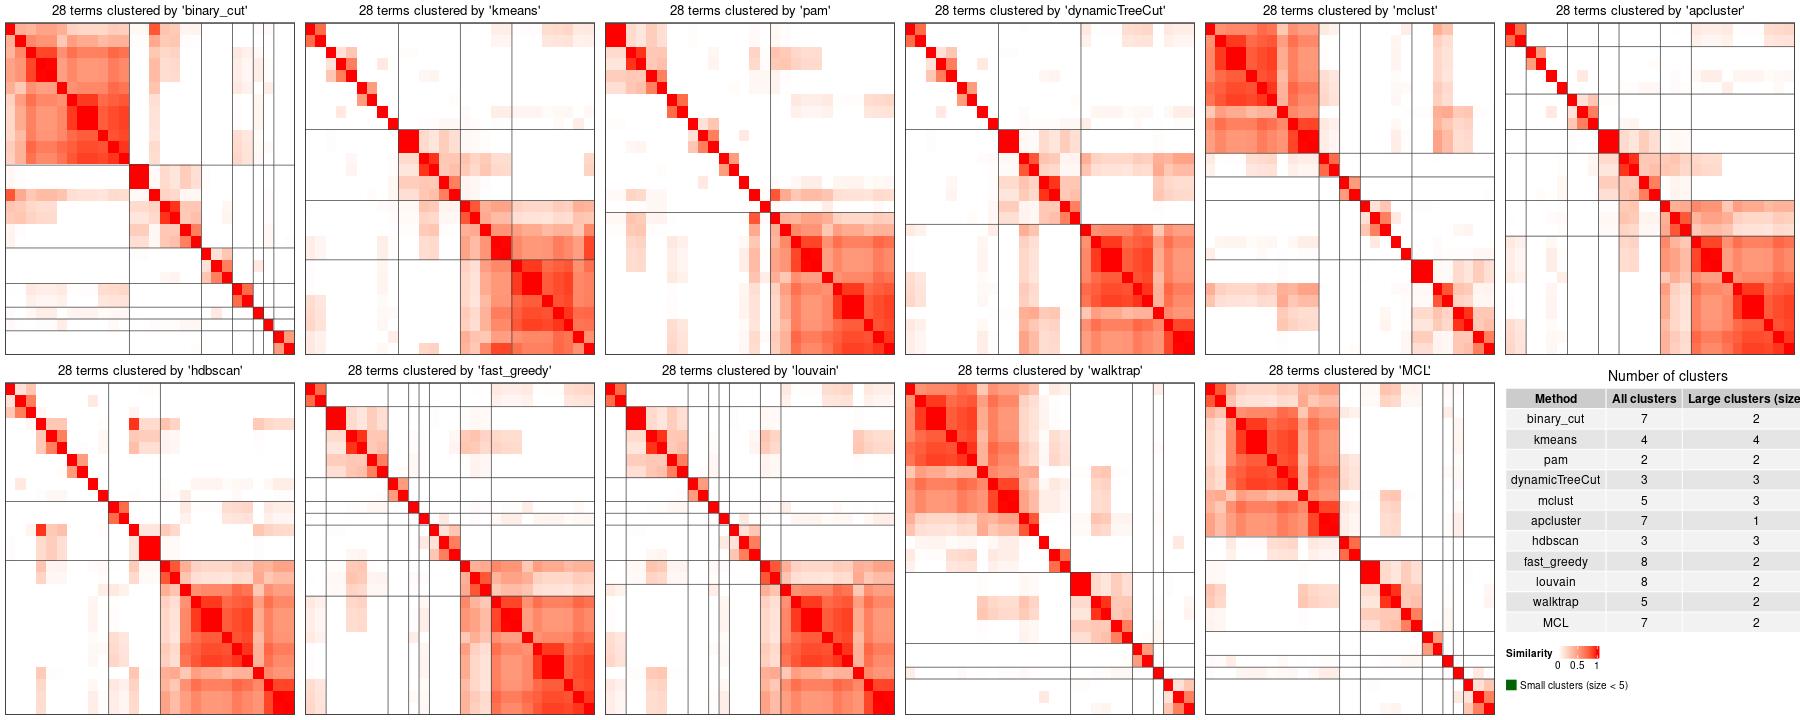 28 terms clustered by 'binary_cut'
28 terms clustered by 'kmeans'
28 terms clustered by 'pam'
28 terms clustered by 'dynamicTreeCut'
28 terms clustered by 'mclust'
28 terms clustered by 'apcluster'
28 terms clustered by 'hdbscan'
28 terms clustered by 'fast_greedy'
28 terms clustered by 'louvain'
28 terms clustered by 'walktrap'
28 terms clustered by 'MCL'
Number of clusters
Method All clusters Large clusters (size
binary_cut 7 2
kmeans 4 4
pam 2 2
dynamicTreeCut 3 3
mclust 5 3
apcluster 7 1
hdbscan 3 3
fast_greedy 8 2
louvain 8 2
walktrap 5 2
MCL 7 2
Similarity
0 0.5 1
Small clusters (size < 5)